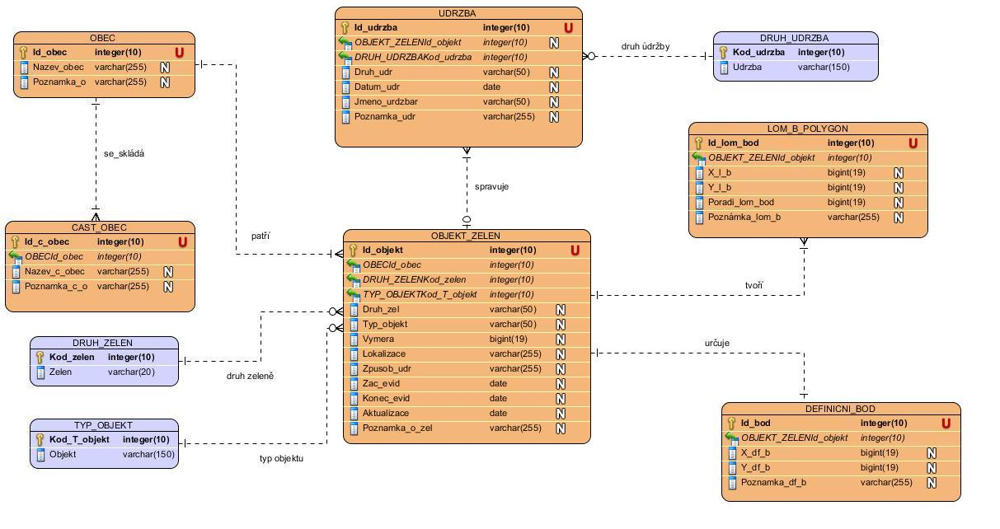 OBEC
Id_obec integer(10) U
Nazev_obec varchar(255) N
Poznamka_o varchar(255) N
se_skládá
CAST_OBEC
Id_c_obec integer(10) U
OBECId_obec integer(10)
Nazev_c_obec varchar(255) N
Poznamka_c_o varchar(255) N
DRUH_ZELEN
Kod_zelen integer(10)
Zelen varchar(20)
TYP_OBJEKT
Kod_T_objekt integer(10)
Objekt varchar(150)
patří
druh zeleně
typ objektu
UDRZBA
Id_udrzba integer(10) U
OBJEKT_ZELENId_objekt integer(10) N
DRUH_UDRZBAKod_udrzba integer(10)
Druh_udr varchar(50) N
Datum_udr date N
Jmeno_urdzbar varchar(50) N
Poznamka_udr varchar(255) N
spravuje
OBJEKT_ZELEN
Id_objekt integer(10) U
OBECId_obec integer(10)
DRUH_ZELENKod_zelen integer(10)
TYP_OBJEKTKod_T_objekt integer(10)
Druh_zel varchar(50) N
Typ_objekt varchar(50) N
Vymera bigint(19) N
Lokalizace varchar(255) N
Zpusob_udr varchar(255) N
Zac_evid date N
Konec_evid date N
Aktualizace date N
Poznamka_o_zel varchar(255) N
druh údržby
DRUH_UDRZBA
Kod_udrzba integer(10)
Udrzba varchar(150)
LOM_B_POLYGON
Id_lom_bod integer(10) U
OBJEKT_ZELENId_objekt integer(10)
X_l_b bigint(19) N
Y_l_b bigint(19) N
Poradi_lom_bod bigint(19) N
Poznámka_lom_b varchar(255) N
tvoří
určuje
DEFINICNI_BOD
Id_bod integer(10) U
OBJEKT_ZELENId_objekt integer(10)
X_df_b bigint(19) N
Y_df_b bigint(19) N
Poznamka_df_b varchar(255) N